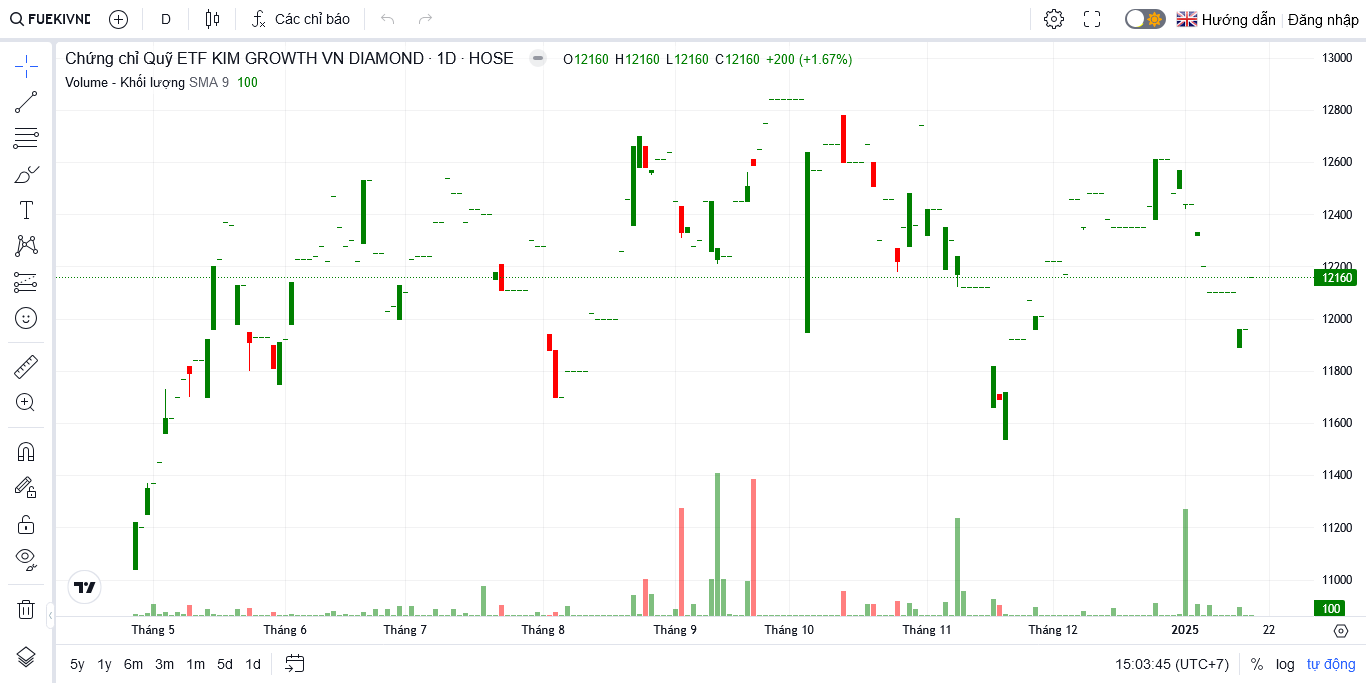 FUEKIVND D Các chỉ báo Hướng dẫn Đăng nhập
Chứng chỉ Quỹ ETF KIM GROWTH VN DIAMOND · 1D · HOSE O12160 H12160 L12160 C12160 +200 (+1.67%)
Volume - Khối lượng SMA 9 100
13000
12800
12600
12400
12200
12160
12000
11800
11600
11400
11200
11000
100
Tháng 5 Tháng 6 Tháng 7 Tháng 8 Tháng 9 Tháng 10 Tháng 11 Tháng 12 2025 22
5y 1y 6m 3m 1m 5d 1d 15:03:45 (UTC+7) % log tự động